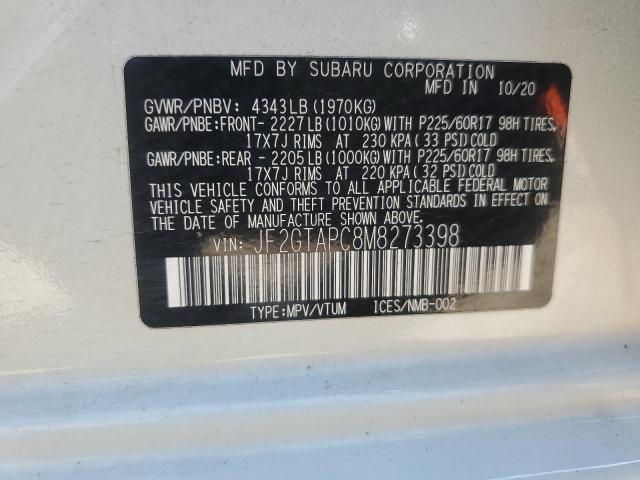 MFD BY SUBARU CORPORATION
MFD IN 10/20
GVWR/PNBV: 4343LB(1970KG)
GAWR/PNBE:FRONT- 2227LB(1010KG)WITH P225/60R17 98H TIRES,
17X7J RIMS AT 230 KPA(33 PSI)COLD
GAWR/PNBE:REAR - 2205LB(1000KG)WITH P225/60R17 98H TIRES,
17X7J RIMS AT 220 KPA(32 PSI)COLD
THIS VEHICLE CONFORMS TO ALL APPLICABLE FEDERAL MOTOR
VEHICLE SAFETY AND THEFT PREVENTION STANDARDS IN EFFECT ON
THE DATE OF MANUFACTURE SHOWN ABOVE.
VIN: JF2GTAPC8M8273398
TYPE:MPV/VTUM ICES/NMB-002